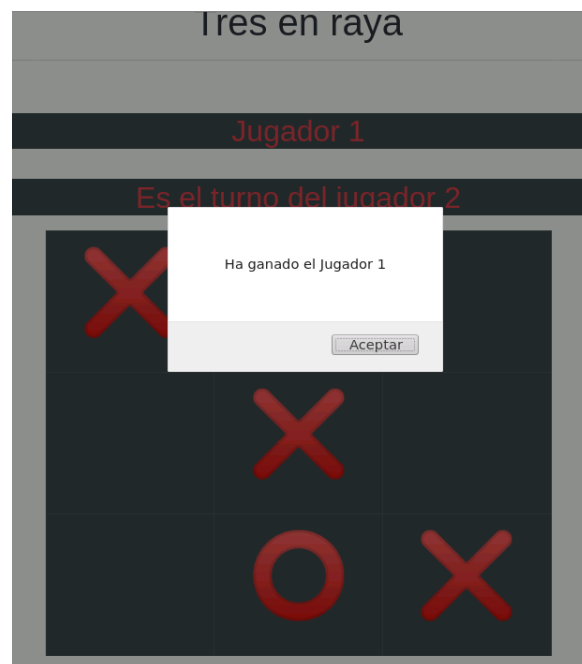 Tres en raya
Jugador 1
Es el turno del jugador 2
Ha ganado el Jugador 1
Aceptar